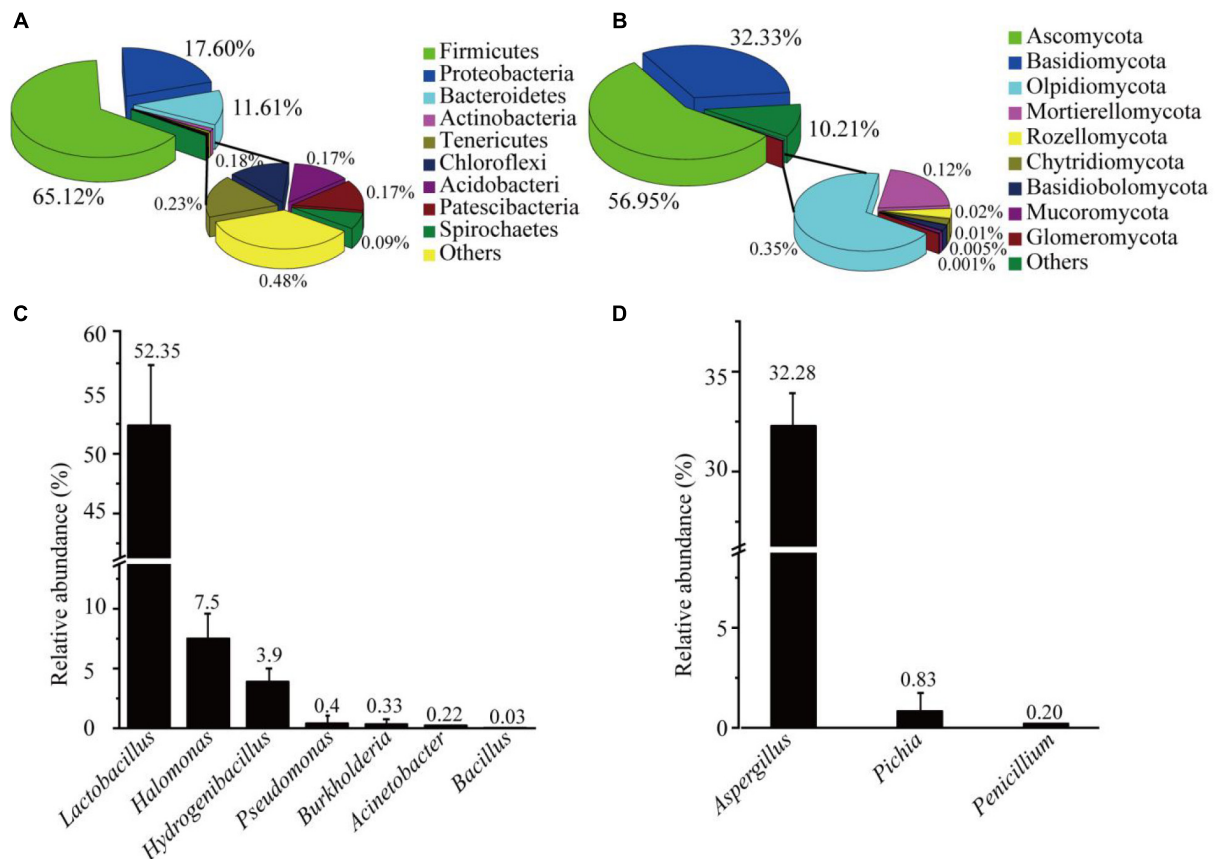 A
17.60%
11.61%
65.12%
0.18%
0.17%
0.17%
0.23%
0.09%
0.48%
Firmicutes
Proteobacteria
Bacteroidetes
Actinobacteria
Tenericutes
Chloroflexi
Acidobacteri
Patescibacteria
Spirochaetes
Others
B
32.33%
10.21%
56.95%
0.12%
0.02%
0.01%
0.005%
0.001%
0.35%
Ascomycota
Basidiomycota
Olpidiomycota
Mortierellomycota
Rozellomycota
Chytridiomycota
Basidiobolomycota
Mucoromycota
Glomeromycota
Others
C
Relative abundance (%)
60
55
50
45
10
5
0
52.35
7.5
3.9
0.4
0.33
0.22
0.03
Lactobacillus
Halomonas
Hydrogenibacillus
Pseudomonas
Burkholderia
Acinetobacter
Bacillus
D
Relative abundance (%)
35
30
5
0
32.28
0.83
0.20
Aspergillus
Pichia
Penicillium